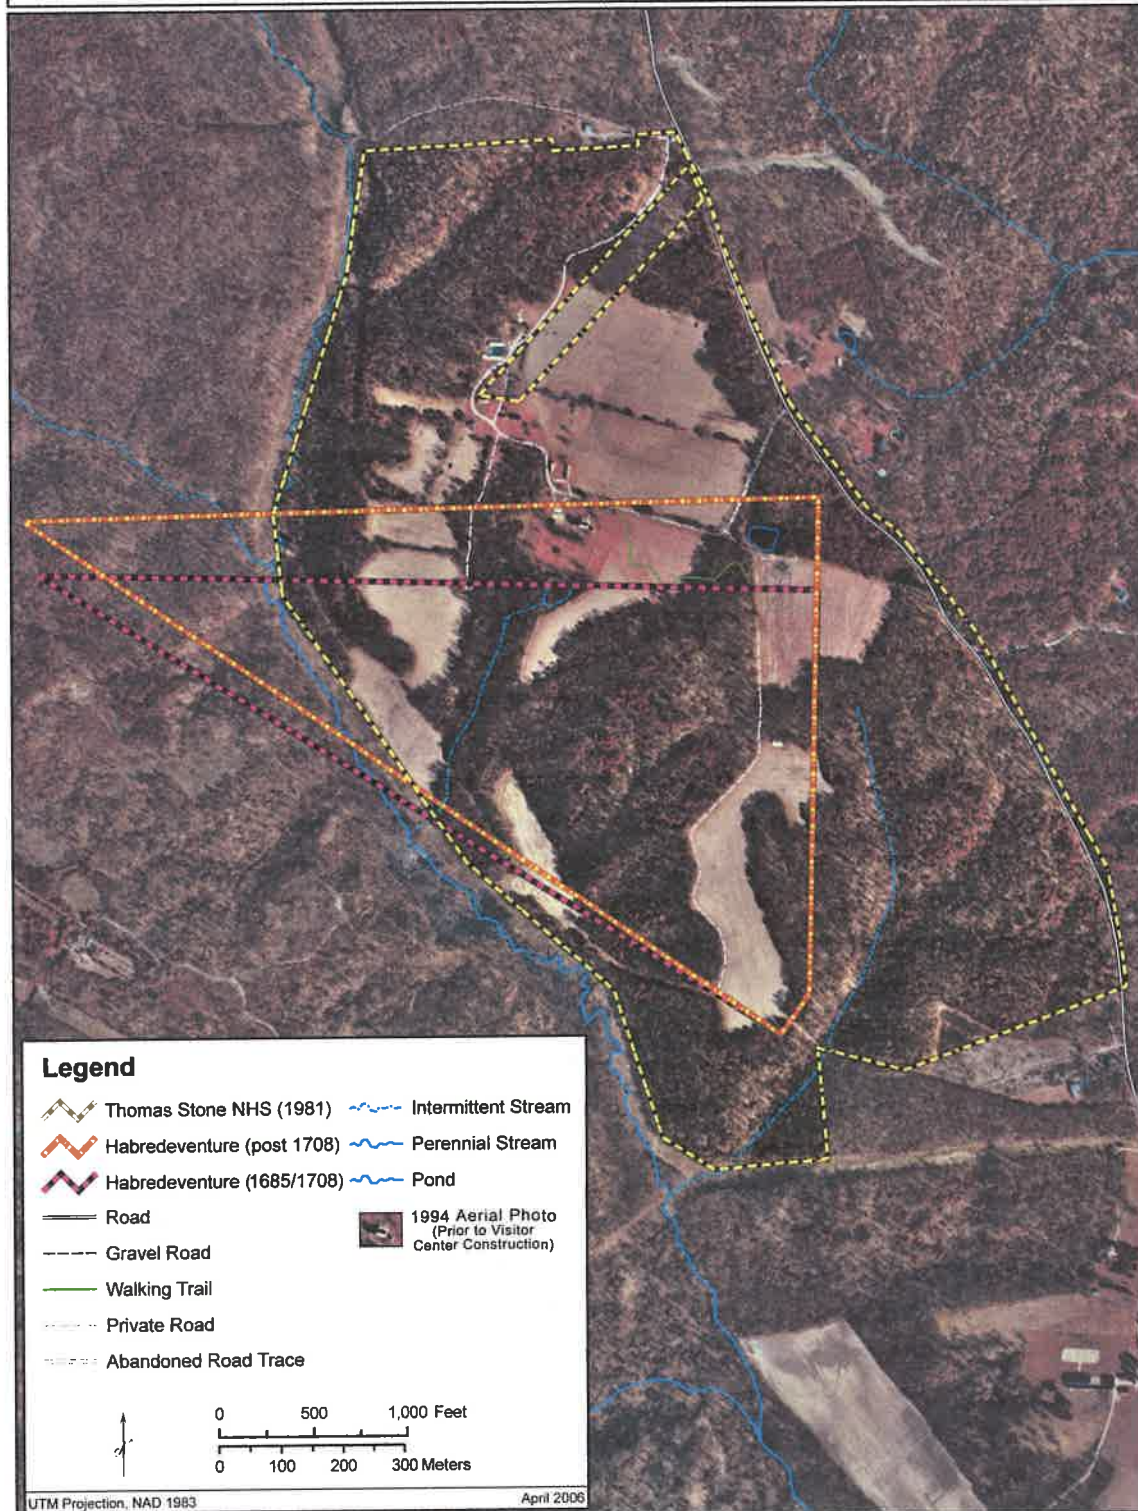 Legend
Thomas Stone NHS (1981)
Intermittent Stream
Habredeventure (post 1708)
Perennial Stream
Habredeventure (1685/1708)
Pond
Road
1994 Aerial Photo
(Prior to Visitor
Center Construction)
Gravel Road
Walking Trail
Private Road
Abandoned Road Trace
0 500 1,000 Feet
0 100 200 300 Meters
UTM Projection, NAD 1983
April 2006